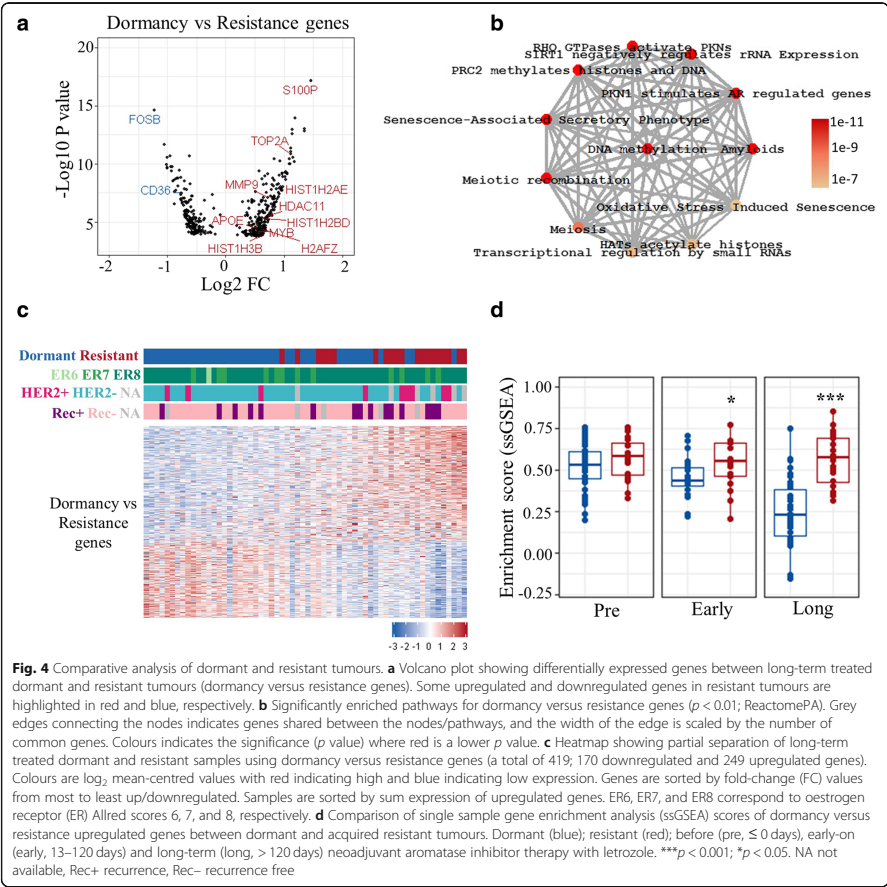 a
Dormancy vs Resistance genes
-Log10 P value
20
15
10
5
S100P
FOSB
TOP2A
MMP9
HIST1H2AE
CD36
HDAC11
APOE
HIST1H2BD
MYB
HIST1H3B
H2AFZ
-2 -1 0 1 2
Log2 FC
b
RHO GTPases activate PKNs
SIRT1 negatively regulates rRNA Expression
PRC2 methylates histones and DNA
PKN1 stimulates AR regulated genes
Senescence-Associated Secretory Phenotype
DNA methylation
Amyloids
Meiotic recombination
Oxidative Stress Induced Senescence
Meiosis
HATs acetylate histones
Transcriptional regulation by small RNAs
1e-11
1e-9
1e-7
c
Dormant Resistant
ER6 ER7 ER8
HER2+ HER2- NA
Rec+ Rec- NA
Dormancy vs
Resistance
genes
-3 -2 -1 0 1 2 3
d
Enrichment score (ssGSEA)
1.00
0.75
0.50
0.25
0.00
-0.25
*
***
Pre
Early
Long
Fig. 4 Comparative analysis of dormant and resistant tumours. a Volcano plot showing differentially expressed genes between long-term treated
dormant and resistant tumours (dormancy versus resistance genes). Some upregulated and downregulated genes in resistant tumours are
highlighted in red and blue, respectively. b Significantly enriched pathways for dormancy versus resistance genes (p < 0.01; ReactomePA). Grey
edges connecting the nodes indicates genes shared between the nodes/pathways, and the width of the edge is scaled by the number of
common genes. Colours indicates the significance (p value) where red is a lower p value. c Heatmap showing partial separation of long-term
treated dormant and resistant samples using dormancy versus resistance genes (a total of 419; 170 downregulated and 249 upregulated genes).
Colours are log₂ mean-centred values with red indicating high and blue indicating low expression. Genes are sorted by fold-change (FC) values
from most to least up/downregulated. Samples are sorted by sum expression of upregulated genes. ER6, ER7, and ER8 correspond to oestrogen
receptor (ER) Allred scores 6, 7, and 8, respectively. d Comparison of single sample gene enrichment analysis (ssGSEA) scores of dormancy versus
resistance upregulated genes between dormant and acquired resistant tumours. Dormant (blue); resistant (red); before (pre, ≤ 0 days), early-on
(early, 13–120 days) and long-term (long, > 120 days) neoadjuvant aromatase inhibitor therapy with letrozole. ***p < 0.001; *p < 0.05. NA not
available, Rec+ recurrence, Rec– recurrence free